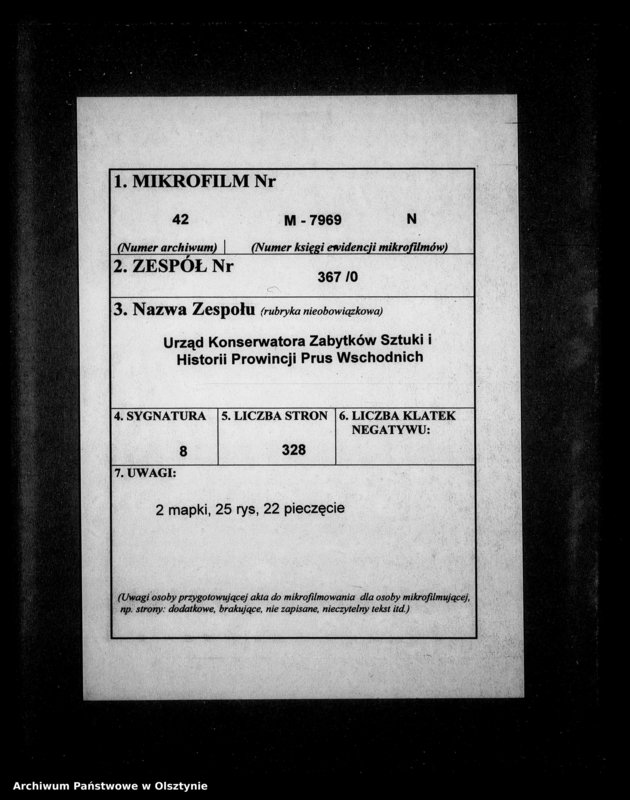 1. MIKROFILM Nr
42 M - 7969 N
(Numer archiwum) (Numer księgi ewidencji mikrofilmów)
2. ZESPÓŁ Nr
367 /0
3. Nazwa Zespołu (rubryka nieobowiązkowa)
Urząd Konserwatora Zabytków Sztuki i
Historii Prowincji Prus Wschodnich
4. SYGNATURA 5. LICZBA STRON 6. LICZBA KLATEK
NEGATYWU:
8 328
7. UWAGI:
2 mapki, 25 rys, 22 pieczęcie
(Uwagi osoby przygotowującej akta do mikrofilmowania dla osoby mikrofilmującej,
np. strony: dodatkowe, brakujące, nie zapisane, nieczytelny tekst itd.)
Archiwum Państwowe w Olsztynie